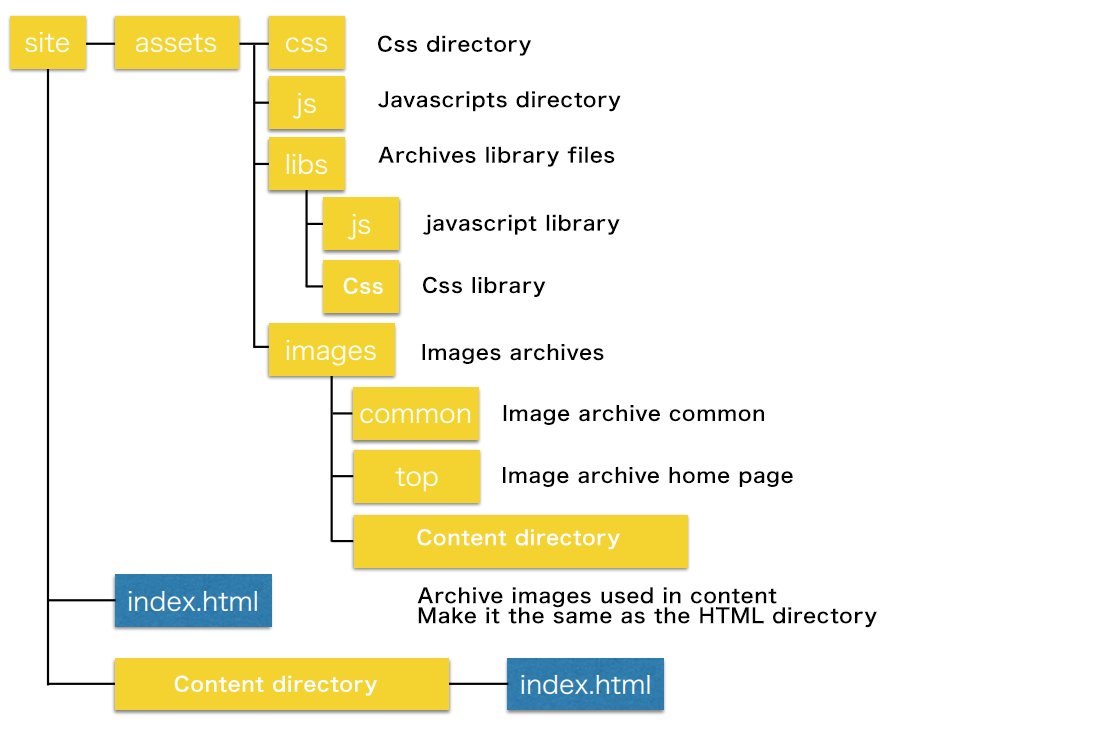 site
assets
css
Css directory
js
Javascripts directory
libs
Archives library files
js
javascript library
Css
Css library
images
Images archives
common
Image archive common
top
Image archive home page
Content directory
Archive images used in content
Make it the same as the HTML directory
index.html
Content directory
index.html